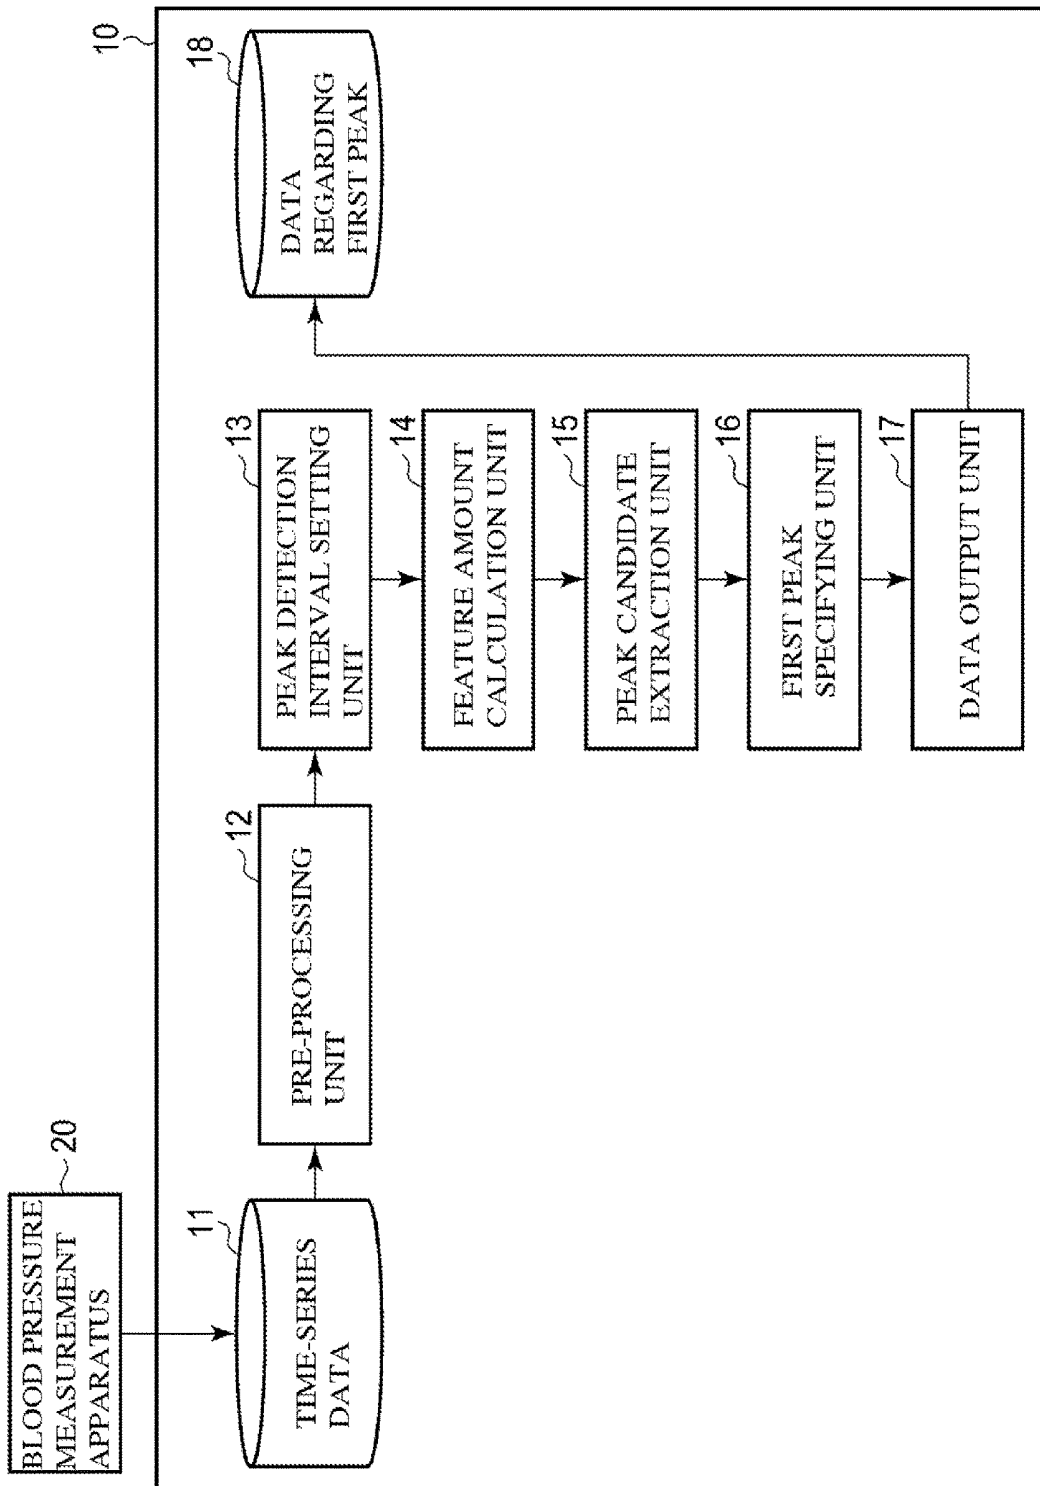 BLOOD PRESSURE
MEASUREMENT
APPARATUS
20
10
11
TIME-SERIES
DATA
12
PRE-PROCESSING
UNIT
13
PEAK DETECTION
INTERVAL SETTING
UNIT
14
FEATURE AMOUNT
CALCULATION UNIT
15
PEAK CANDIDATE
EXTRACTION UNIT
16
FIRST PEAK
SPECIFYING UNIT
17
DATA OUTPUT UNIT
18
DATA
REGARDING
FIRST PEAK